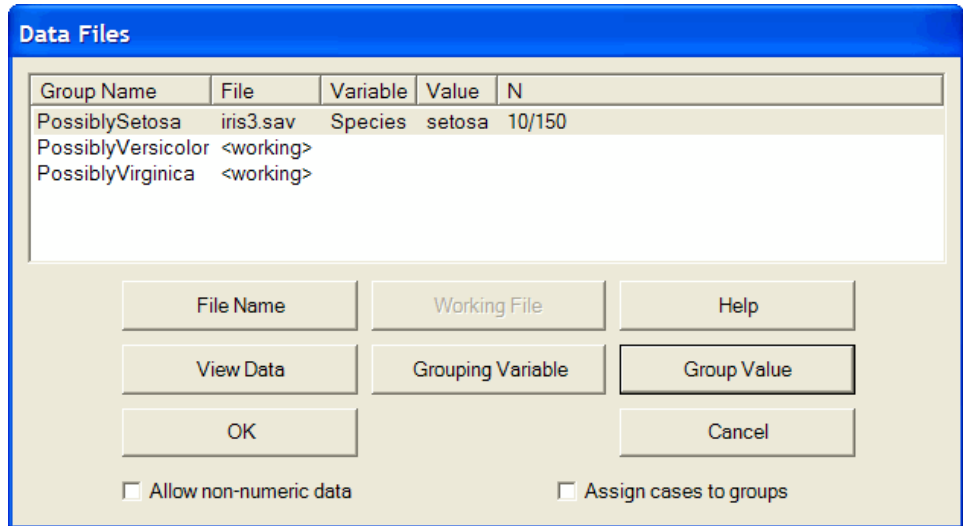 Data Files
Group Name File Variable Value N
PossiblySetosa iris3.sav Species setosa 10/150
PossiblyVersicolor <working>
PossiblyVirginica <working>
File Name Working File Help
View Data Grouping Variable Group Value
OK Cancel
Allow non-numeric data Assign cases to groups